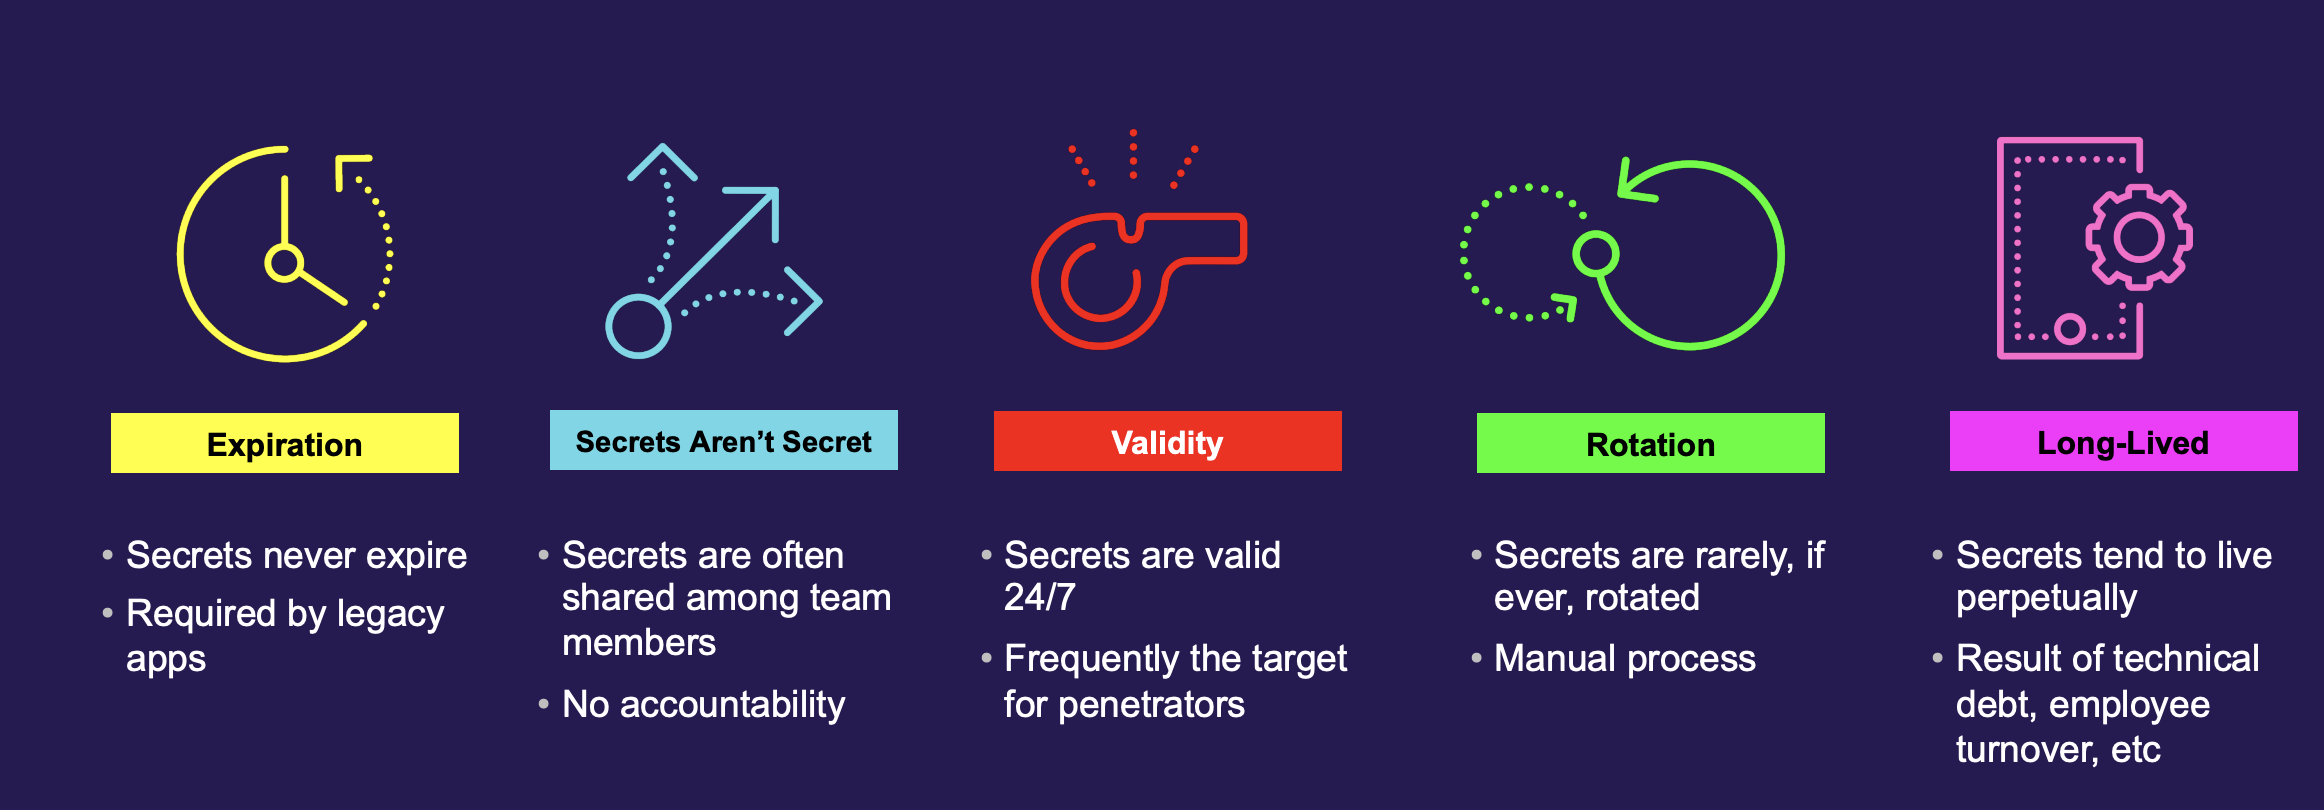 Expiration
• Secrets never expire
• Required by legacy
apps
Secrets Aren’t Secret
• Secrets are often
shared among team
members
• No accountability
Validity
• Secrets are valid
24/7
• Frequently the target
for penetrators
Rotation
• Secrets are rarely, if
ever, rotated
• Manual process
Long-Lived
• Secrets tend to live
perpetually
• Result of technical
debt, employee
turnover, etc